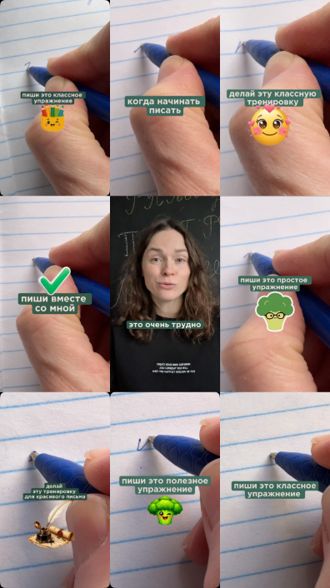 пиши это классное
упражнение
когда начинать
писать
делай эту классную
тренировку
пиши вместе
со мной
это очень трудно
пиши это простое
упражнение
делай
эту тренировку
для красивого письма
пиши это полезное
упражнение
пиши это классное
упражнение